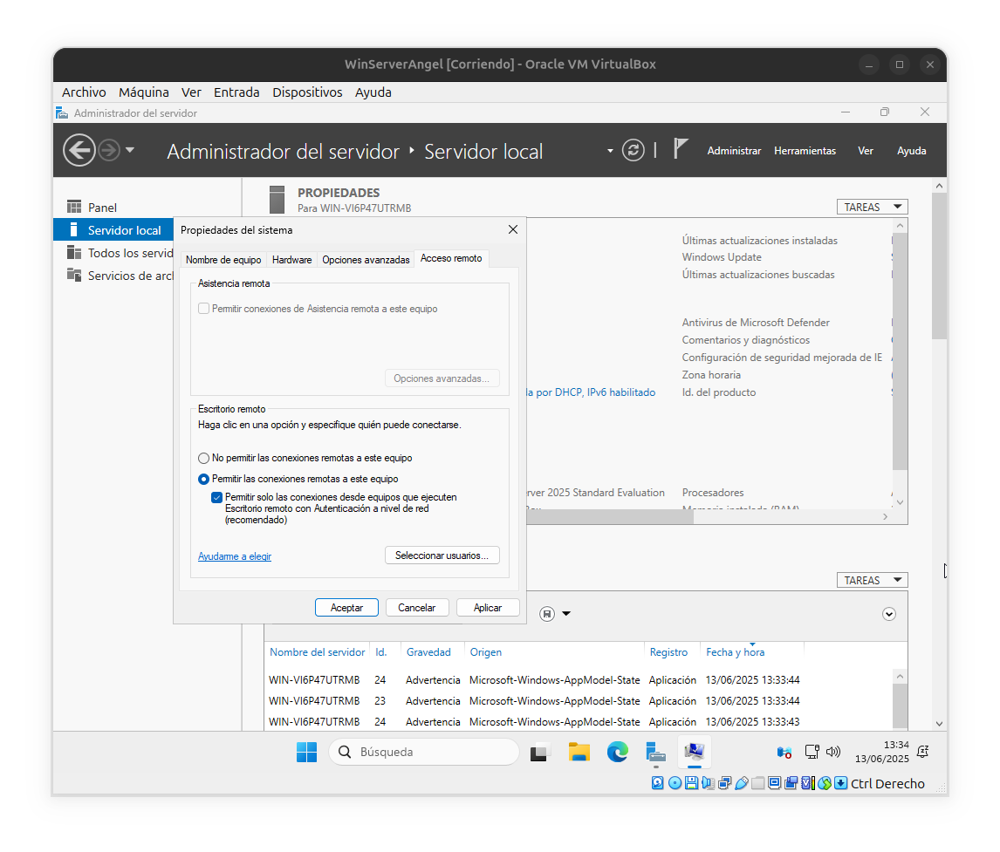 WinServerAngel [Corriendo] - Oracle VM VirtualBox
Archivo Máquina Ver Entrada Dispositivos Ayuda
Administrador del servidor
Administrador del servidor Servidor local
Administrar Herramientas Ver Ayuda
Panel
Servidor local
Todos los servid
Servicios de arc
PROPIEDADES
Para WIN-VI6P47UTRMB
TAREAS
Propiedades del sistema
Nombre de equipo Hardware Opciones avanzadas Acceso remoto
Asistencia remota
Permitir conexiones de Asistencia remota a este equipo
Opciones avanzadas...
Escritorio remoto
Haga clic en una opción y especifique quién puede conectarse.
No permitir las conexiones remotas a este equipo
Permitir las conexiones remotas a este equipo
Permitir solo las conexiones desde equipos que ejecuten
Escritorio remoto con Autenticación a nivel de red
(recomendado)
Ayudarme a elegir
Seleccionar usuarios...
Aceptar Cancelar Aplicar
Últimas actualizaciones instaladas
Windows Update
Últimas actualizaciones buscadas
Antivirus de Microsoft Defender
Comentarios y diagnósticos
Configuración de seguridad mejorada de IE
Zona horaria
la por DHCP, IPv6 habilitado Id. del producto
rver 2025 Standard Evaluation Procesadores
Memoria instalada (RAM)
TAREAS
Nombre del servidor Id. Gravedad Origen Registro Fecha y hora
WIN-VI6P47UTRMB 24 Advertencia Microsoft-Windows-AppModel-State Aplicación 13/06/2025 13:33:44
WIN-VI6P47UTRMB 23 Advertencia Microsoft-Windows-AppModel-State Aplicación 13/06/2025 13:33:44
WIN-VI6P47UTRMB 24 Advertencia Microsoft-Windows-AppModel-State Aplicación 13/06/2025 13:33:43
Búsqueda
13:34
13/06/2025
Ctrl Derecho